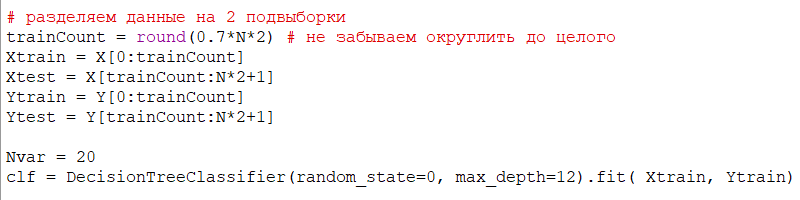 # разделяем данные на 2 подвыборки
trainCount = round(0.7*N*2) # не забываем округлить до целого
Xtrain = X[0:trainCount]
Xtest = X[trainCount:N*2+1]
Ytrain = Y[0:trainCount]
Ytest = Y[trainCount:N*2+1]
Nvar = 20
clf = DecisionTreeClassifier(random_state=0, max_depth=12).fit( Xtrain, Ytrain)